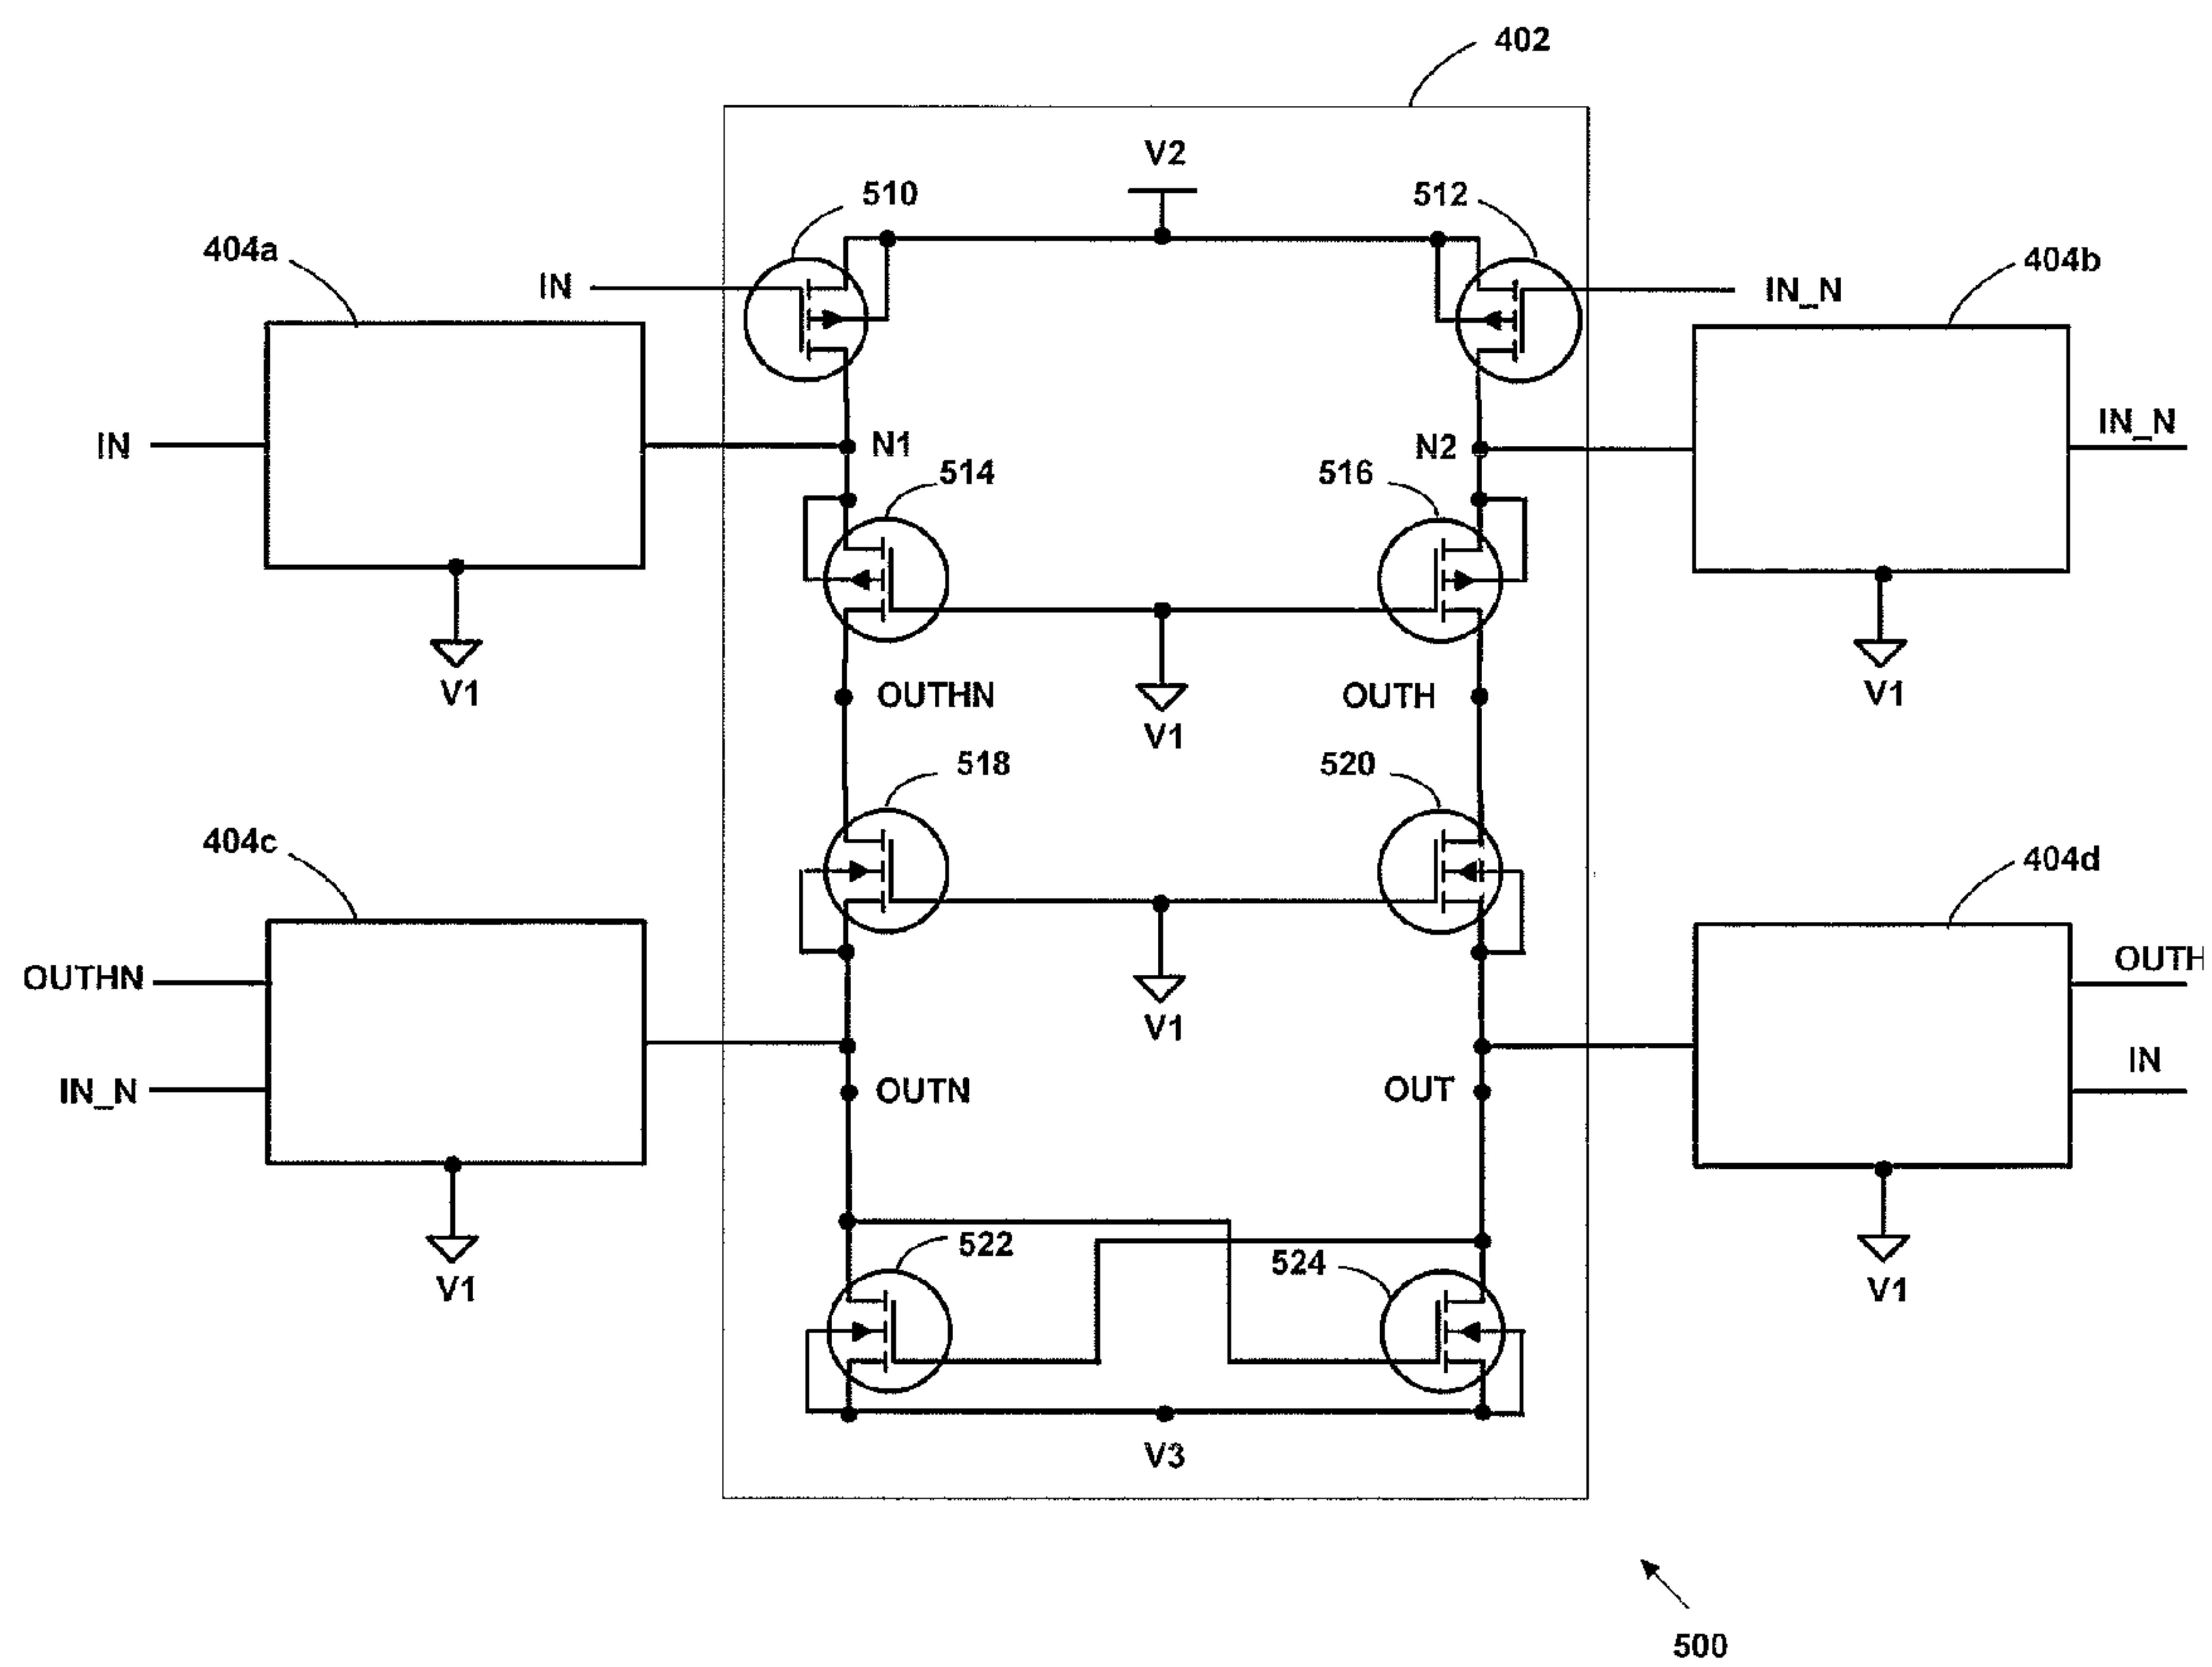 402
V2
510
512
404a
404b
IN
IN_N
IN
N1
N2
IN_N
514
516
V1
V1
OUTHN
OUTH
V1
518
520
404c
404d
OUTHN
OUTH
V1
IN_N
OUTN
OUT
IN
522
524
V1
V1
V3
500